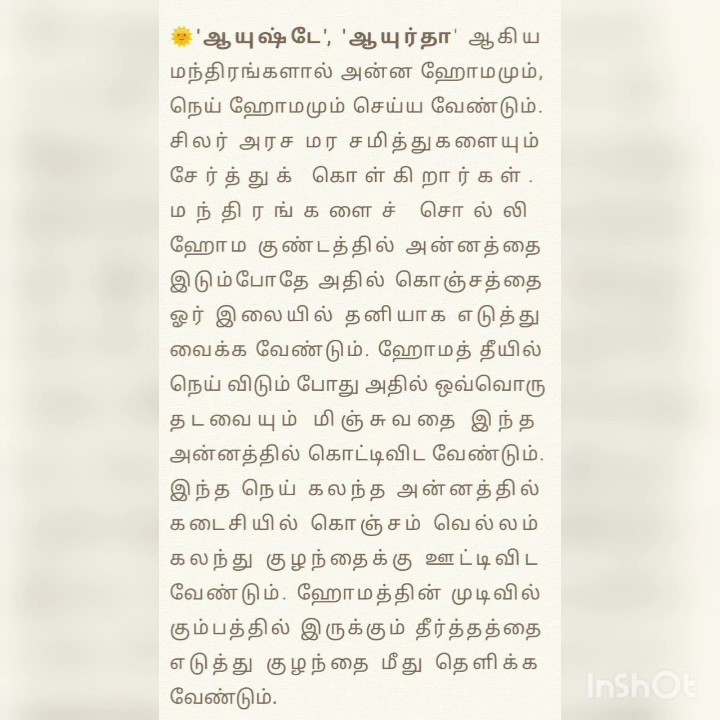 🌞'ஆயுஷ்டே', 'ஆயுர்தா' ஆகிய
மந்திரங்களால் அன்ன ஹோமமும்,
நெய் ஹோமமும் செய்ய வேண்டும்.
சிலர் அரச மர சமித்துகளையும்
சேர்த்துக் கொள்கிறார்கள்.
மந்திரங்களைச் சொல்லி
ஹோம குண்டத்தில் அன்னத்தை
இடும்போதே அதில் கொஞ்சத்தை
ஓர் இலையில் தனியாக எடுத்து
வைக்க வேண்டும். ஹோமத் தீயில்
நெய் விடும் போது அதில் ஒவ்வொரு
தடவையும் மிஞ்சுவதை இந்த
அன்னத்தில் கொட்டிவிட வேண்டும்.
இந்த நெய் கலந்த அன்னத்தில்
கடைசியில் கொஞ்சம் வெல்லம்
கலந்து குழந்தைக்கு ஊட்டிவிட
வேண்டும். ஹோமத்தின் முடிவில்
கும்பத்தில் இருக்கும் தீர்த்தத்தை
எடுத்து குழந்தை மீது தெளிக்க
வேண்டும்.
InShOt